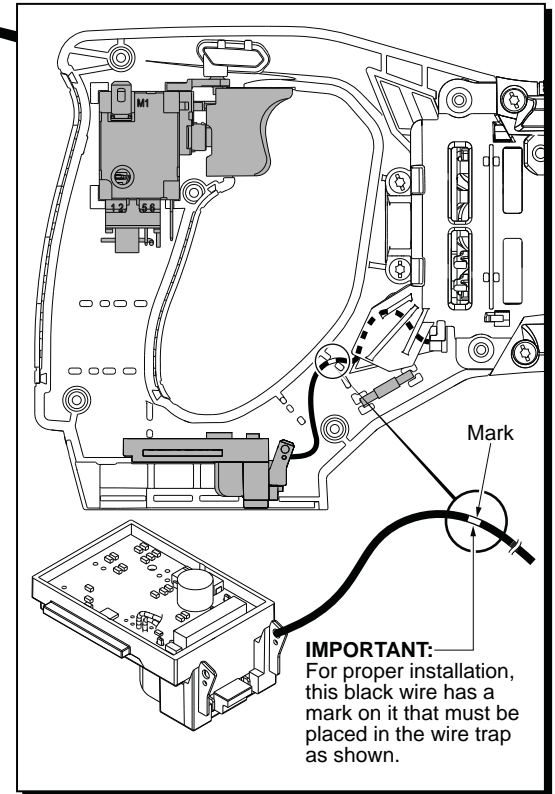 M1
1 2 5 6
Mark
IMPORTANT:
For proper installation,
this black wire has a
mark on it that must be
placed in the wire trap
as shown.